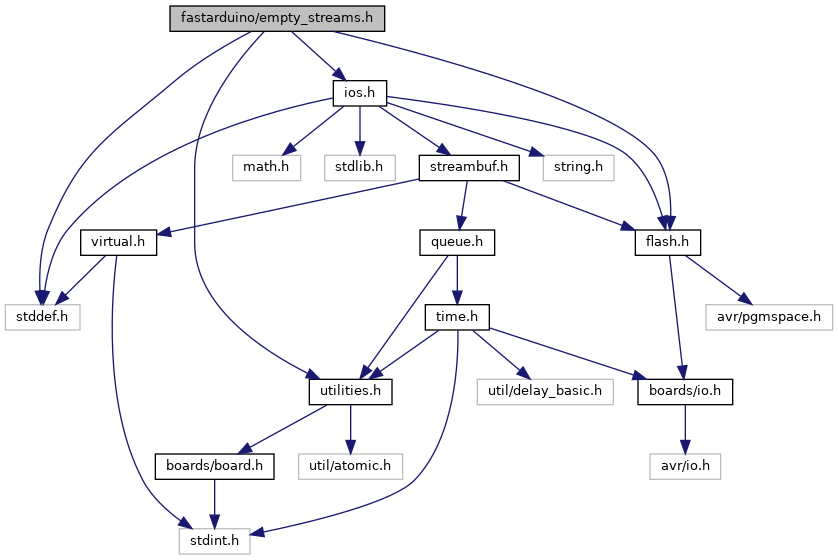 fastarduino/empty_streams.h
ios.h
math.h
stdlib.h
streambuf.h
string.h
virtual.h
queue.h
flash.h
stddef.h
time.h
avr/pgmspace.h
utilities.h
util/delay_basic.h
boards/io.h
boards/board.h
util/atomic.h
avr/io.h
stdint.h